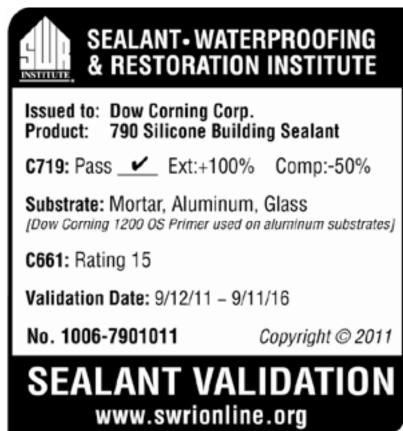 SWR
INSTITUTE®
SEALANT • WATERPROOFING
& RESTORATION INSTITUTE
Issued to: Dow Corning Corp.
Product: 790 Silicone Building Sealant
C719: Pass ✔ Ext:+100% Comp:-50%
Substrate: Mortar, Aluminum, Glass
[Dow Corning 1200 OS Primer used on aluminum substrates]
C661: Rating 15
Validation Date: 9/12/11 – 9/11/16
No. 1006-7901011 Copyright © 2011
SEALANT VALIDATION
www.swrionline.org